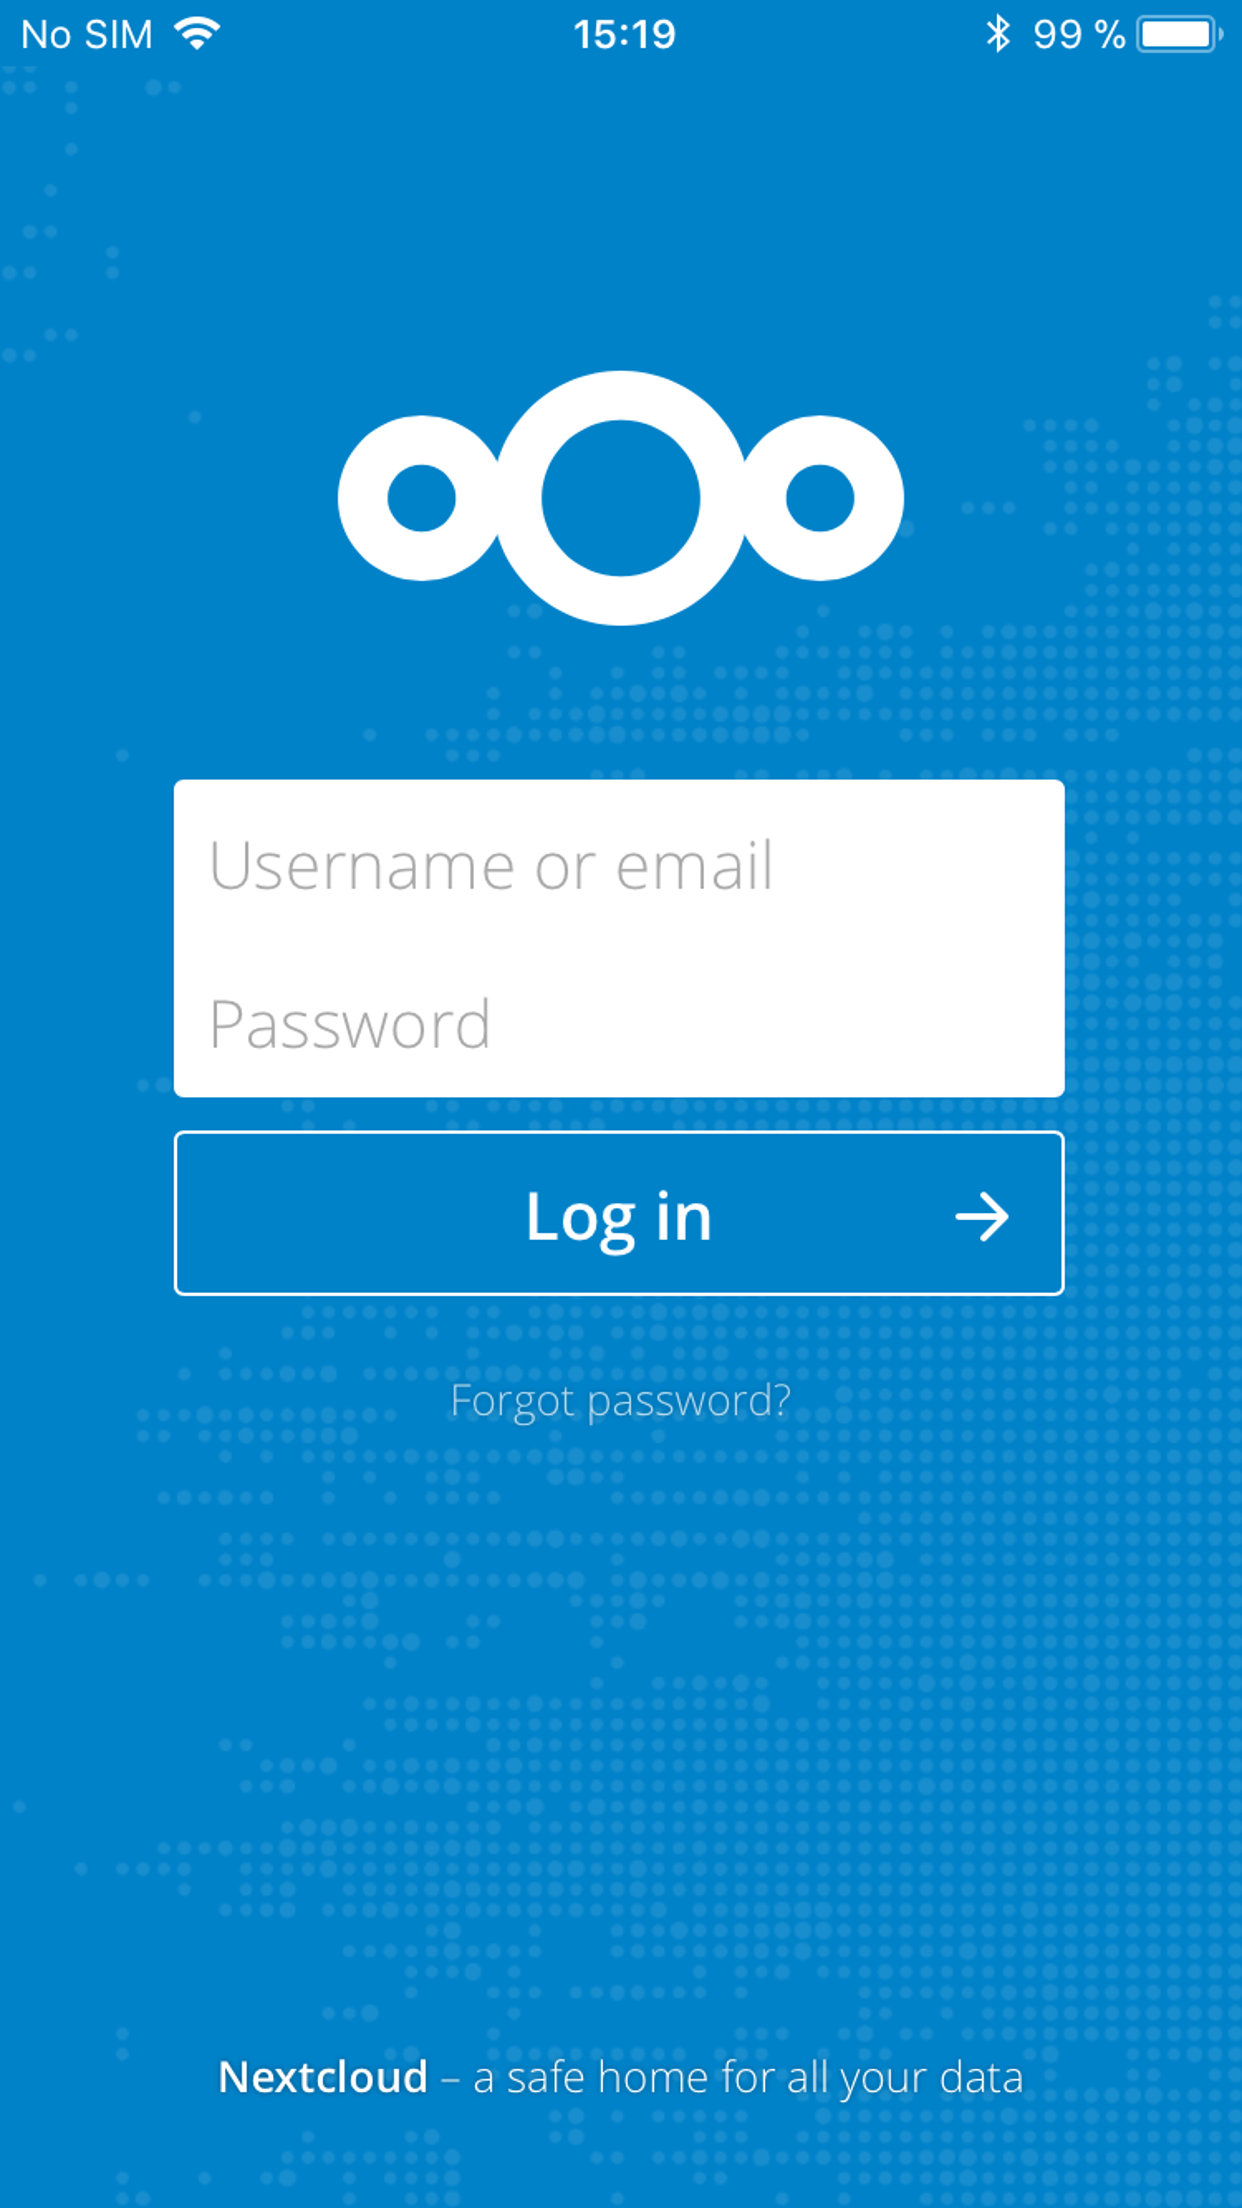 No SIM 15:19 99 %
Username or email
Password
Log in
Forgot password?
Nextcloud – a safe home for all your data